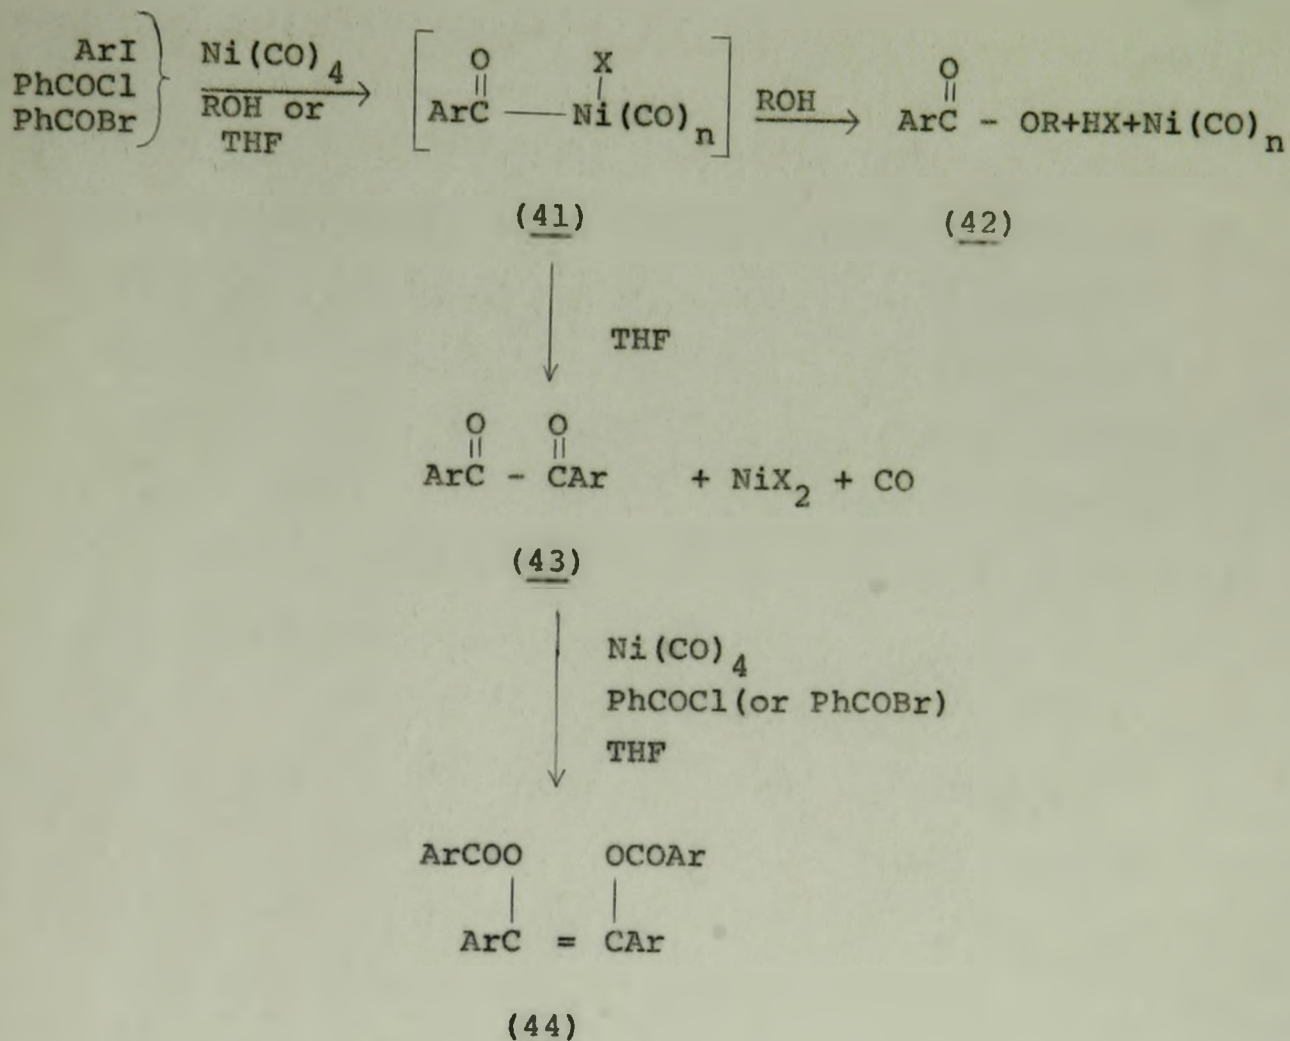 ArI
PhCOCl
PhCOBr
Ni(CO)4
ROH or
THF
O
ArC — Ni(CO)n
X
ROH
O
ArC - OR+HX+Ni(CO)n
(41)
(42)
THF
O O
ArC - CAr + NiX2 + CO
(43)
Ni(CO)4
PhCOCl(or PhCOBr)
THF
ArCOO OCOAr
ArC = CAr
(44)